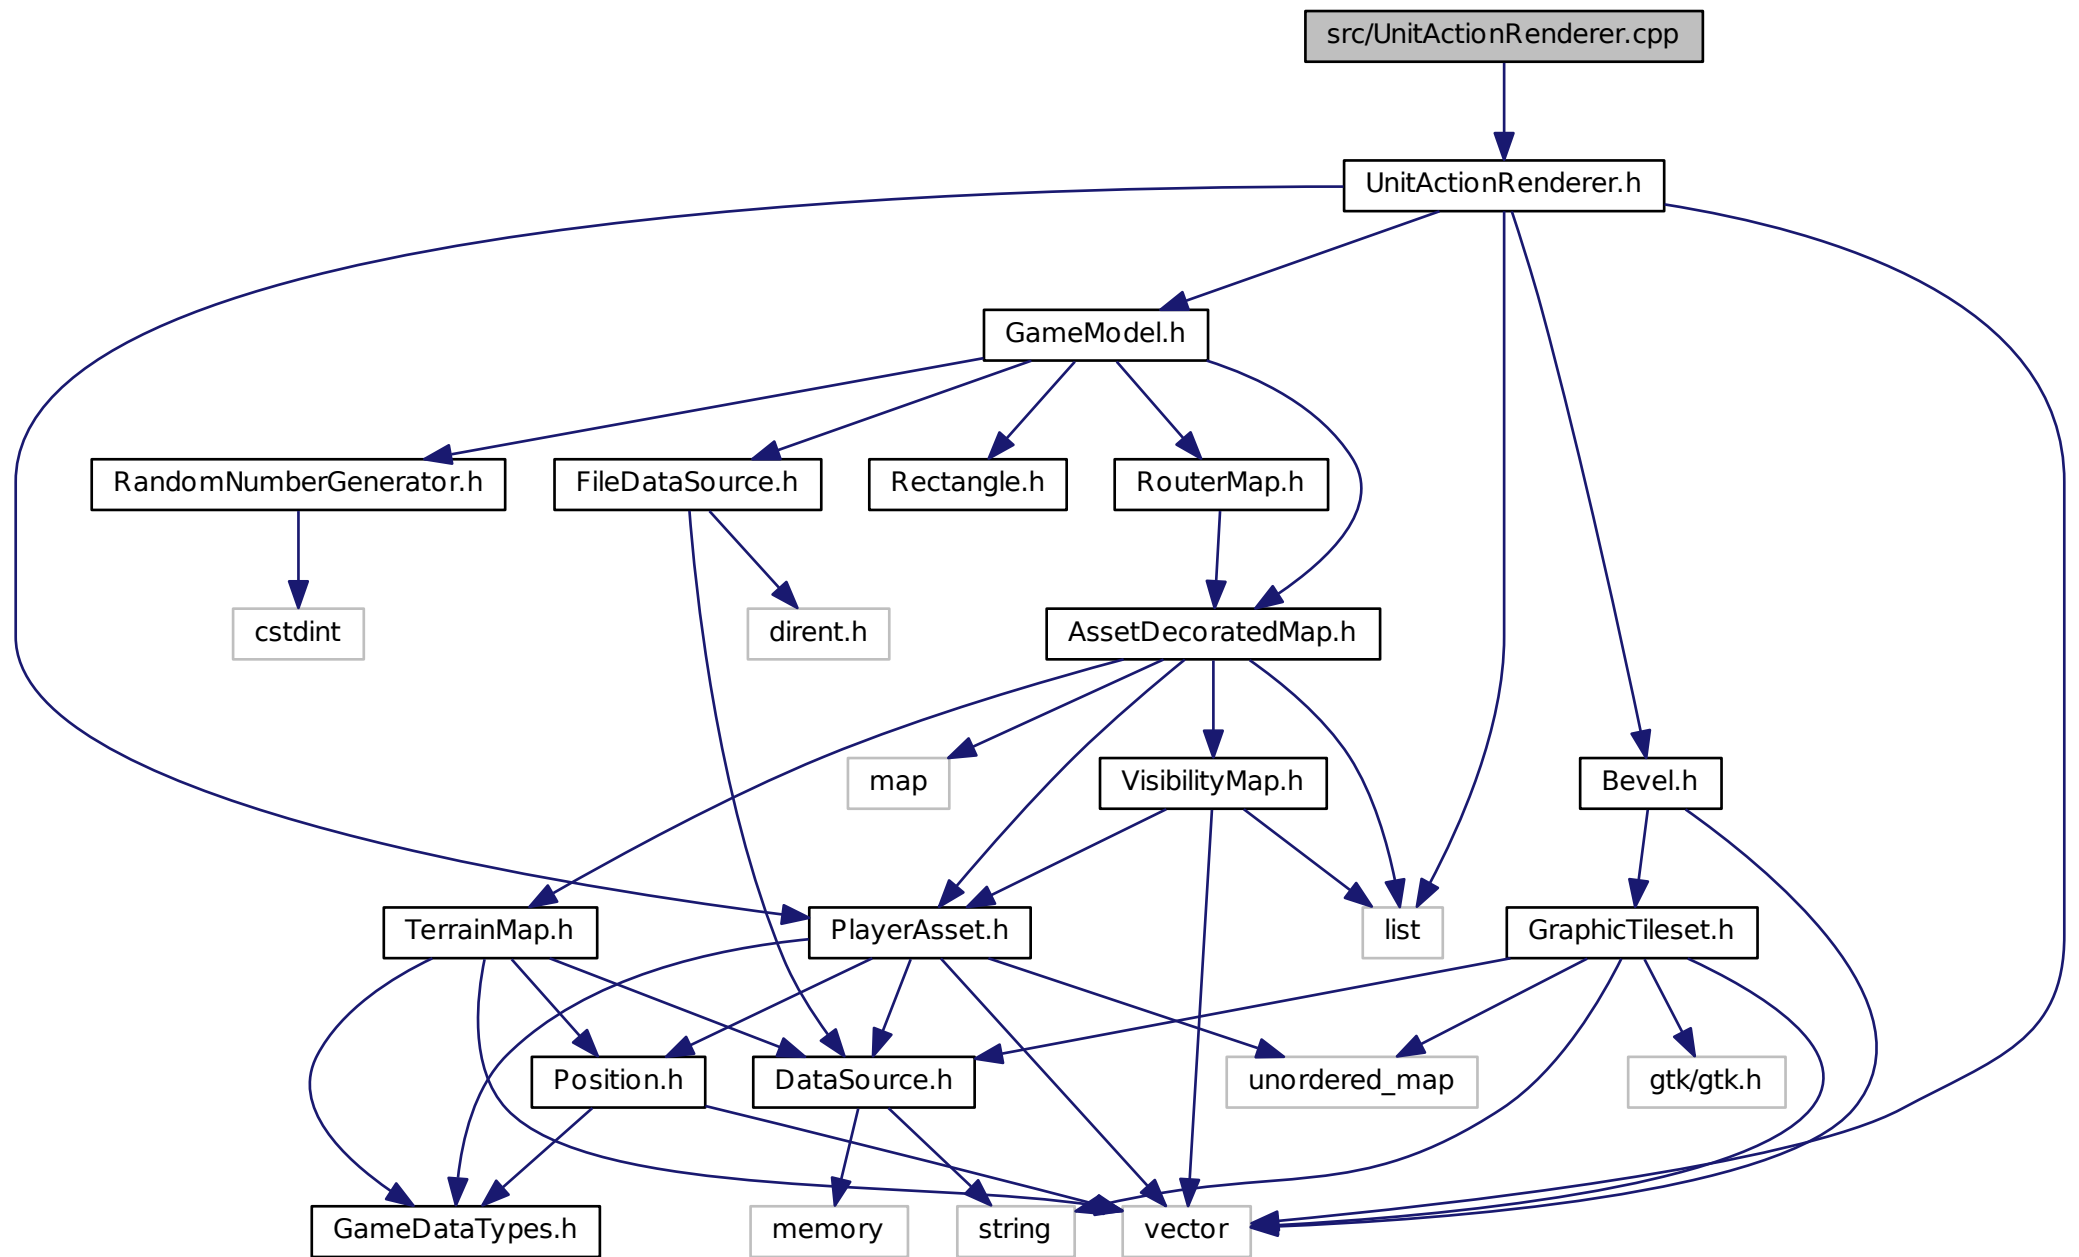 src/UnitActionRenderer.cpp
UnitActionRenderer.h
GameModel.h
RandomNumberGenerator.h
FileDataSource.h
Rectangle.h
RouterMap.h
cstdint
dirent.h
AssetDecoratedMap.h
map
VisibilityMap.h
Bevel.h
TerrainMap.h
PlayerAsset.h
list
GraphicTileset.h
Position.h
DataSource.h
unordered_map
gtk/gtk.h
GameDataTypes.h
memory
string
vector